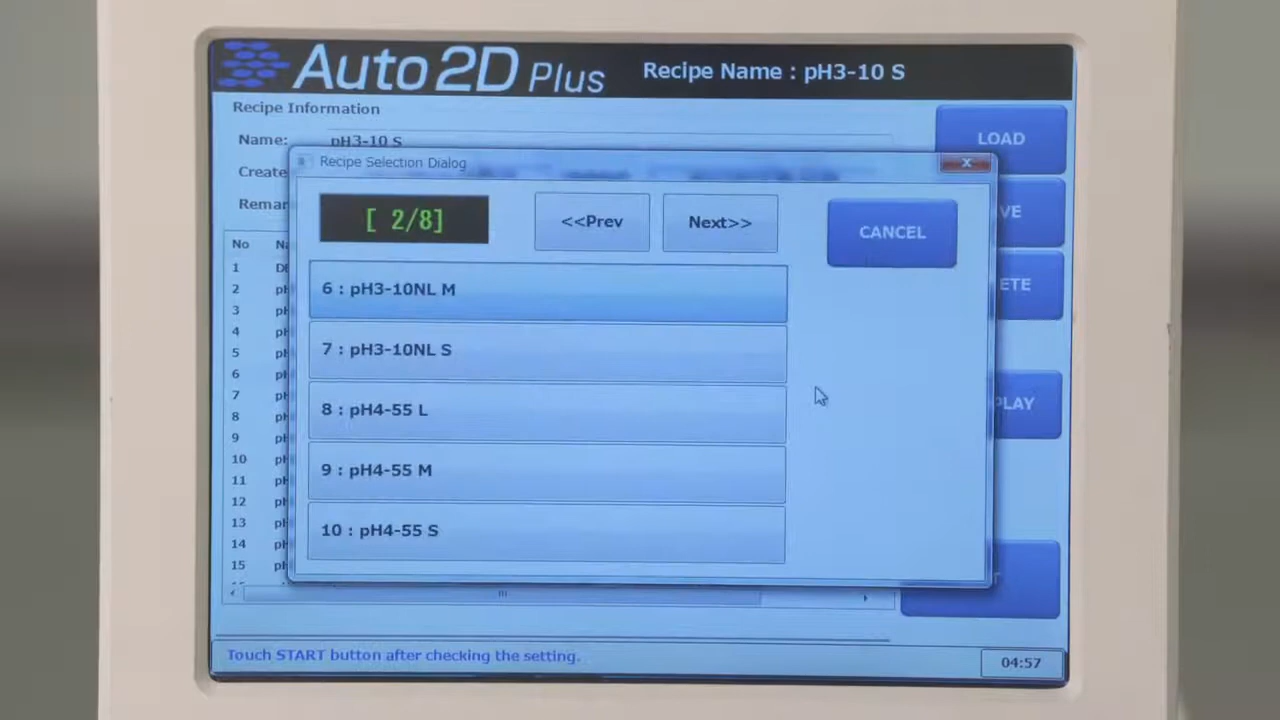 Auto 2D Plus
Recipe Name : pH3-10 S
Recipe Information
Name: pH3-10 S
LOAD
Recipe Selection Dialog
[ 2/8]
<<Prev
Next>>
CANCEL
No
1
2
3
4
5
6
7
8
9
10
11
12
13
14
15
6 : pH3-10NL M
7 : pH3-10NL S
8 : pH4-55 L
9 : pH4-55 M
10 : pH4-55 S
Touch START button after checking the setting.
04:57